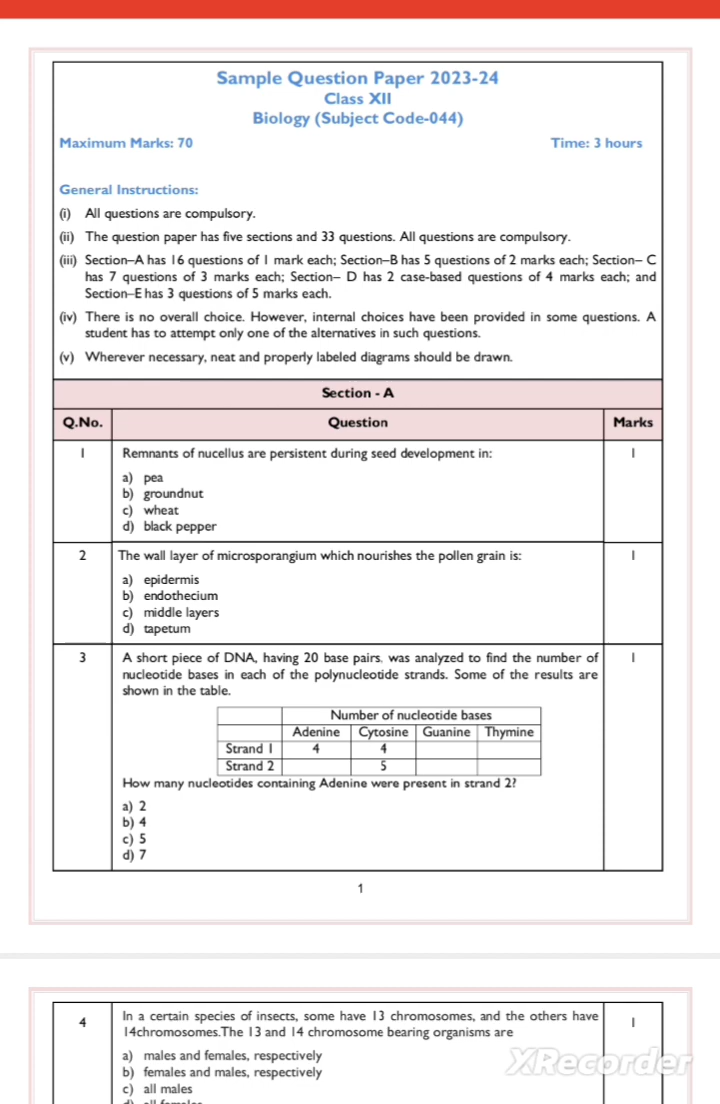 Sample Question Paper 2023-24
Class XII
Biology (Subject Code-044)
Maximum Marks: 70 Time: 3 hours
General Instructions:
(i) All questions are compulsory.
(ii) The question paper has five sections and 33 questions. All questions are compulsory.
(iii) Section–A has 16 questions of 1 mark each; Section–B has 5 questions of 2 marks each; Section– C
has 7 questions of 3 marks each; Section– D has 2 case-based questions of 4 marks each; and
Section–E has 3 questions of 5 marks each.
(iv) There is no overall choice. However, internal choices have been provided in some questions. A
student has to attempt only one of the alternatives in such questions.
(v) Wherever necessary, neat and properly labeled diagrams should be drawn.
Section - A
Q.No. Question Marks
1 Remnants of nucellus are persistent during seed development in: 1
a) pea
b) groundnut
c) wheat
d) black pepper
2 The wall layer of microsporangium which nourishes the pollen grain is: 1
a) epidermis
b) endothecium
c) middle layers
d) tapetum
3 A short piece of DNA, having 20 base pairs, was analyzed to find the number of 1
nucleotide bases in each of the polynucleotide strands. Some of the results are
shown in the table.
Number of nucleotide bases
Adenine Cytosine Guanine Thymine
Strand 1 4 4
Strand 2 5
How many nucleotides containing Adenine were present in strand 2?
a) 2
b) 4
c) 5
d) 7
1
4 In a certain species of insects, some have 13 chromosomes, and the others have 1
14chromosomes.The 13 and 14 chromosome bearing organisms are
a) males and females, respectively
b) females and males, respectively
c) all males
d) all females
XRecorder